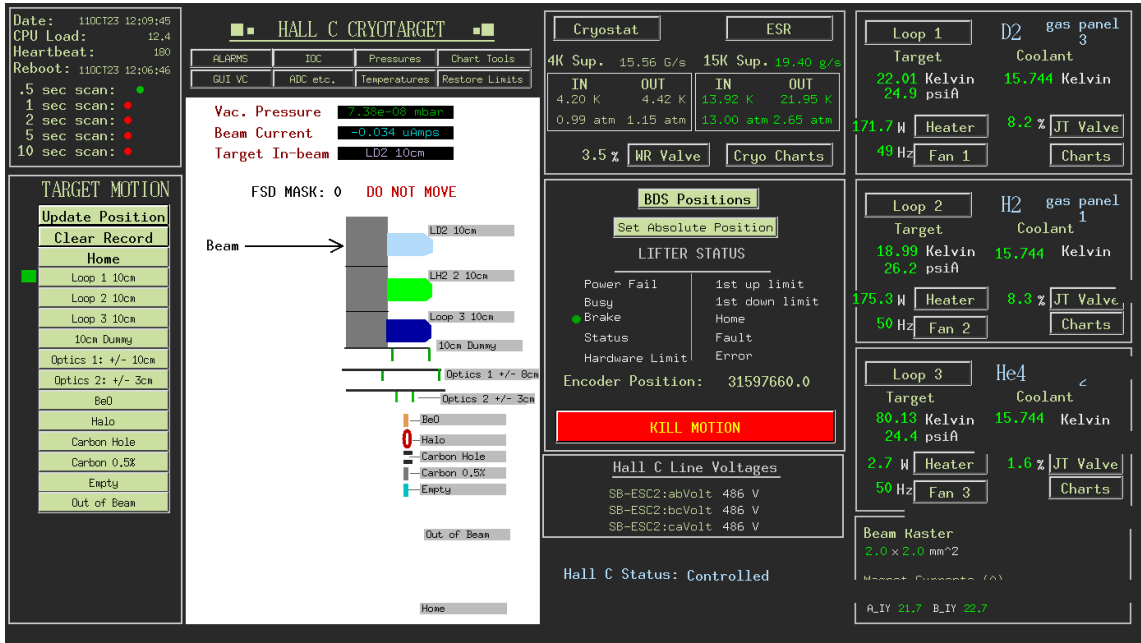 Date: 11OCT23 12:09:45
CPU Load: 12.4
Heartbeat: 180
Reboot: 11OCT23 12:06:46
.5 sec scan:
1 sec scan:
2 sec scan:
5 sec scan:
10 sec scan:
TARGET MOTION
Update Position
Clear Record
Home
Loop 1 10cm
Loop 2 10cm
Loop 3 10cm
10cm Dummy
Optics 1: +/- 10cm
Optics 2: +/- 3cm
BeO
Halo
Carbon Hole
Carbon 0.5%
Empty
Out of Beam
HALL C CRYOTARGET
ALARMS IOC Pressures Chart Tools
GUI VC ADC etc. Temperatures Restore Limits
Vac. Pressure 7.38e-08 mbar
Beam Current -0.034 uAmps
Target In-beam LD2 10cm
FSD MASK: 0 DO NOT MOVE
Beam
LD2 10cm
LH2 2 10cm
Loop 3 10cm
10cm Dummy
Optics 1 +/- 8cm
Optics 2 +/- 3cm
BeO
Halo
Carbon Hole
Carbon 0.5%
Empty
Out of Beam
Home
Cryostat ESR
4K Sup. 15.56 G/s 15K Sup. 19.40 g/s
IN OUT IN OUT
4.20 K 4.42 K 13.92 K 21.95 K
0.99 atm 1.15 atm 13.00 atm 2.65 atm
3.5 % WR Valve Cryo Charts
BDS Positions
Set Absolute Position
LIFTER STATUS
Power Fail 1st up limit
Busy 1st down limit
Brake Home
Status Fault
Hardware Limit Error
Encoder Position: 31597660.0
KILL MOTION
Hall C Line Voltages
SB-ESC2:abVolt 486 V
SB-ESC2:bcVolt 486 V
SB-ESC2:caVolt 486 V
Hall C Status: Controlled
Loop 1 D2 gas panel 3
Target Coolant
22.01 Kelvin 15.744 Kelvin
24.9 psiA
171.7 W Heater 8.2 % JT Valve
49 Hz Fan 1 Charts
Loop 2 H2 gas panel 1
Target Coolant
18.99 Kelvin 15.744 Kelvin
26.2 psiA
175.3 W Heater 8.3 % JT Valve
50 Hz Fan 2 Charts
Loop 3 He4
Target Coolant
80.13 Kelvin 15.744 Kelvin
24.4 psiA
2.7 W Heater 1.6 % JT Valve
50 Hz Fan 3 Charts
Beam Raster
2.0 x 2.0 mm^2
A_IY 21.7 B_IY 22.7